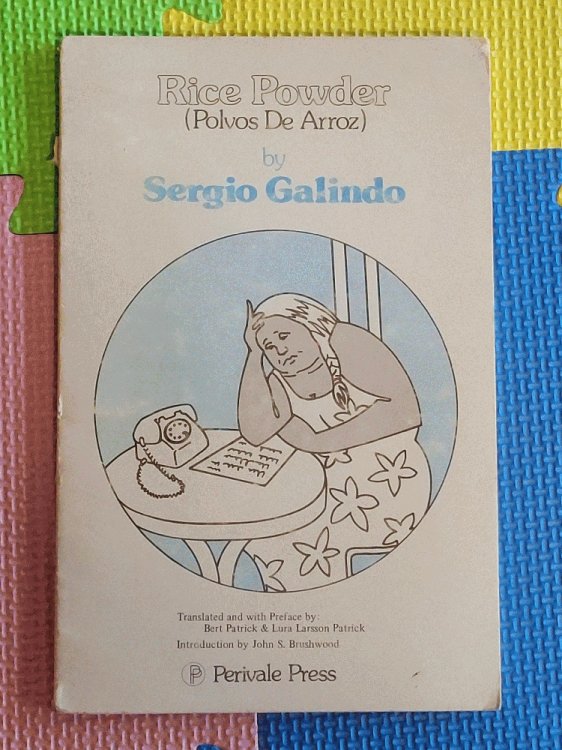 Rice Powder
(Polvos De Arroz)
by
Sergio Galindo
Translated and with Preface by:
Bert Patrick & Lura Larsson Patrick
Introduction by John S. Brushwood
P Perivale Press